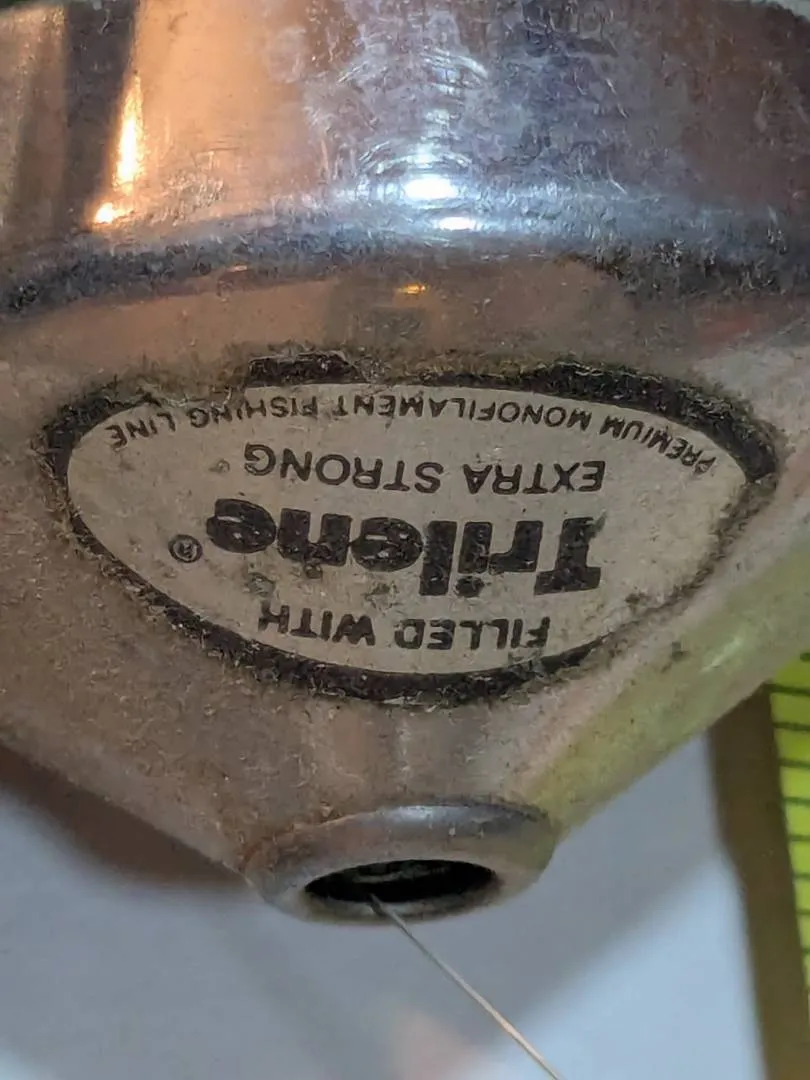 FILLED WITH
Trilene®
EXTRA STRONG
PREMIUM MONOFILAMENT FISHING LINE